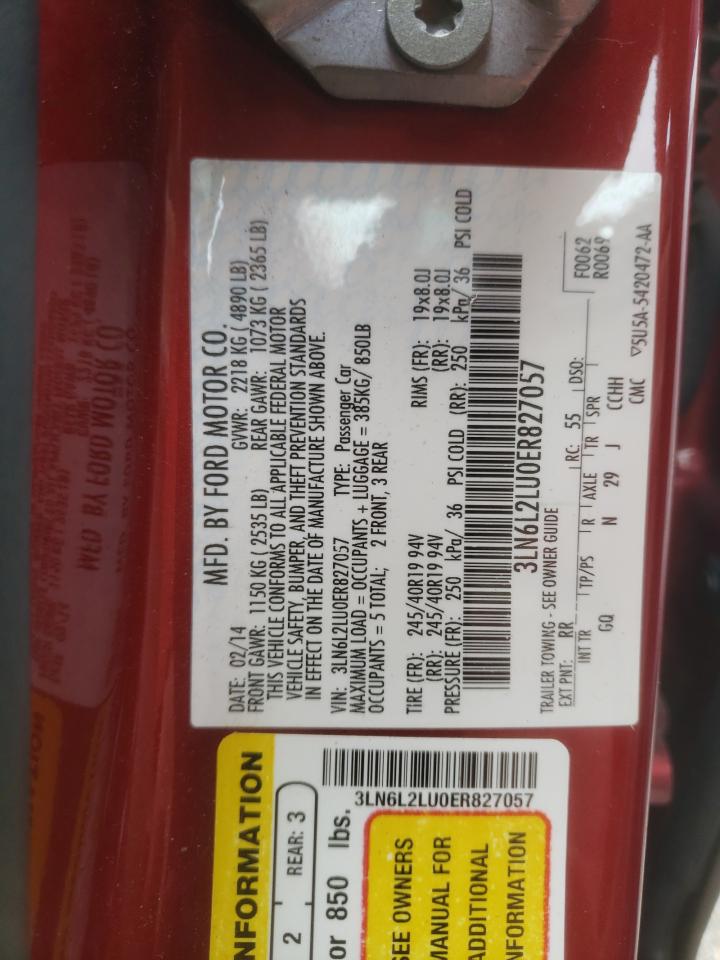 MFD. BY FORD MOTOR CO.
DATE: 02/14 GVWR: 2218 KG ( 4890 LB)
FRONT GAWR: 1150 KG ( 2535 LB) REAR GAWR: 1073 KG ( 2365 LB)
THIS VEHICLE CONFORMS TO ALL APPLICABLE FEDERAL MOTOR
VEHICLE SAFETY, BUMPER, AND THEFT PREVENTION STANDARDS
IN EFFECT ON THE DATE OF MANUFACTURE SHOWN ABOVE.
VIN: 3LN6L2LU0ER827057 TYPE: Passenger Car
MAXIMUM LOAD = OCCUPANTS + LUGGAGE = 385KG/ 850LB
OCCUPANTS = 5 TOTAL; 2 FRONT, 3 REAR
TiRE (FR): 245/40R19 94V RIMS (FR): 19x8.0J
(RR): 245/40R19 94V (RR): 19x8.0J
PRESSURE (FR): 250 kPa/ 36 PSI COLD (RR): 250 kPa/ 36 PSI COLD
3LN6L2LU0ER827057
TRAILER TOWING - SEE OWNER GUIDE
EXT PNT: RR RC: 55 DSO: F0062
R0069
INT TR TP/PS R AXLE TR SPR
GQ N 29 J CCHH
CMC
▽5U5A-5420472-AA
NFORMATION
2 REAR: 3
or 850 lbs.
3LN6L2LU0ER827057
SEE OWNERS
MANUAL FOR
ADDITIONAL
NFORMATION